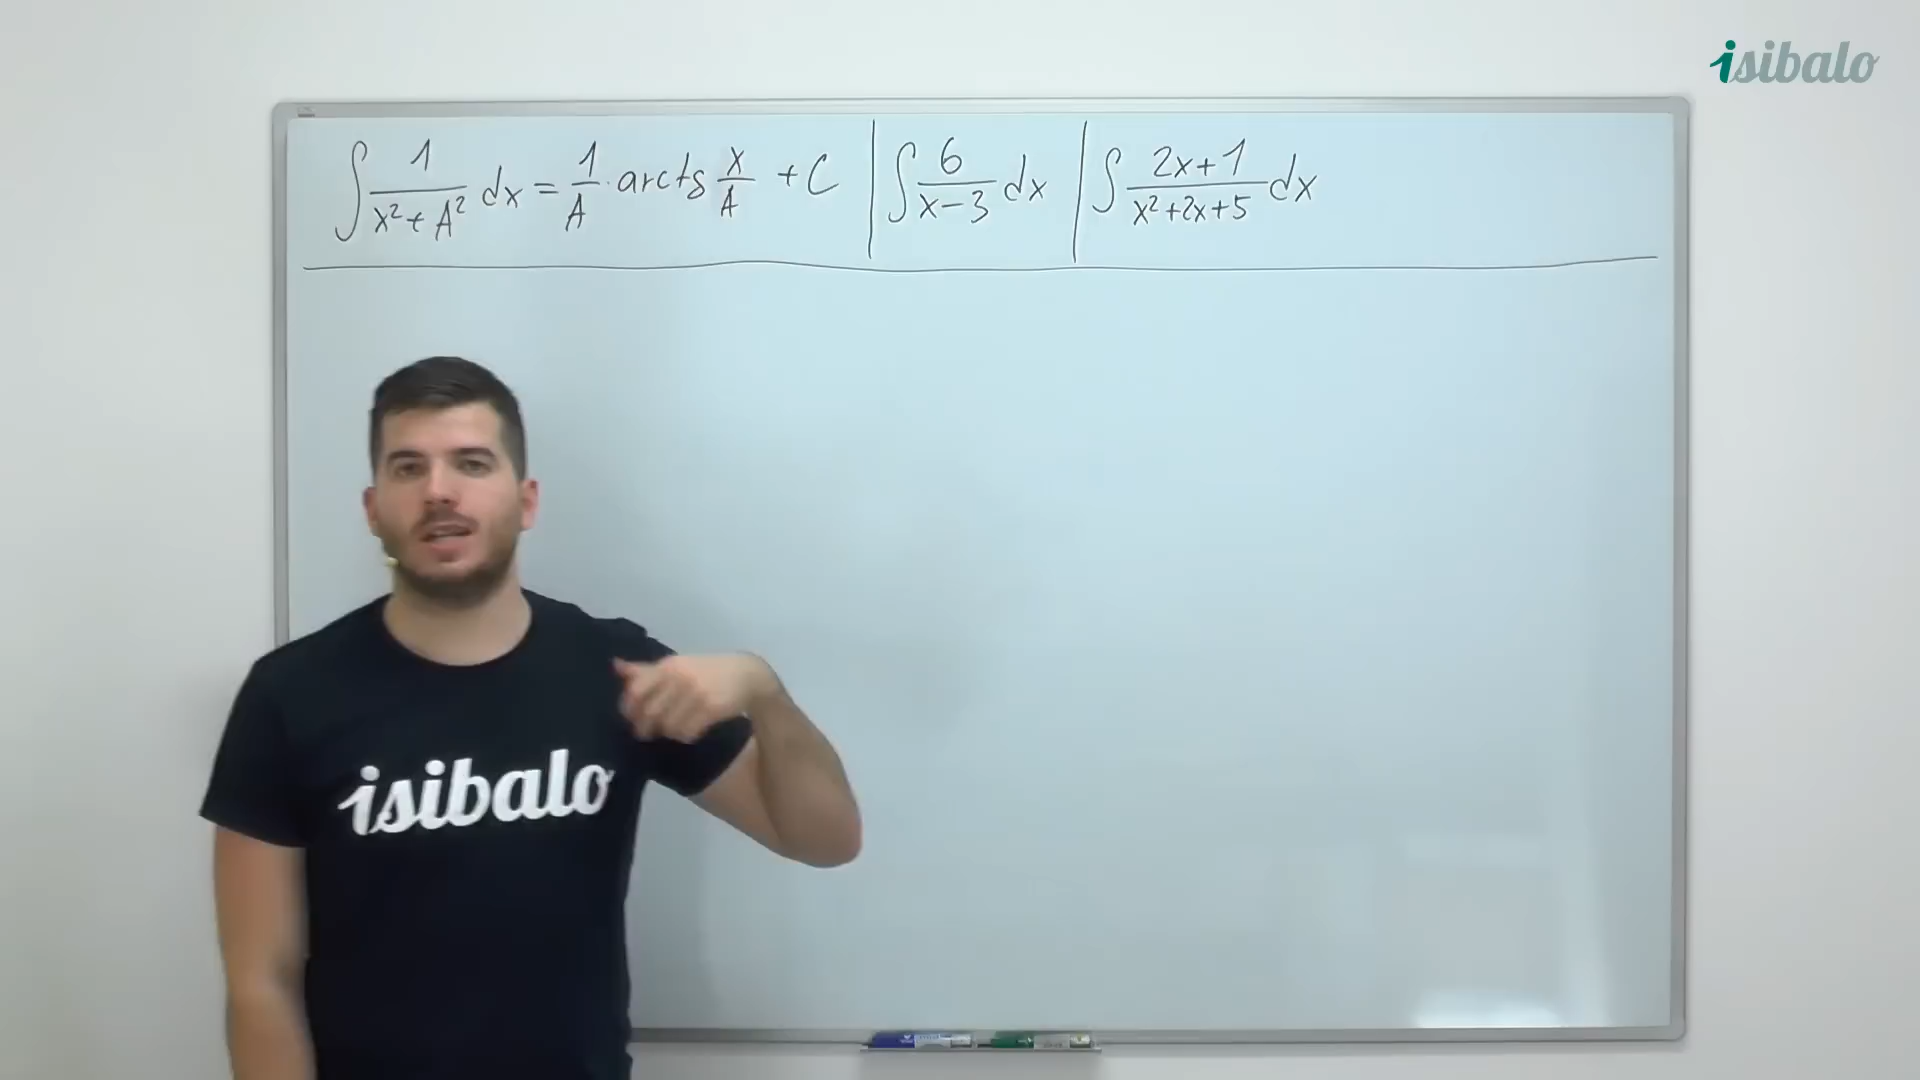 isibalo
∫ 1/(x²+A²) dx = 1/A · arctg x/A + C | ∫ 6/(x-3) dx | ∫ (2x+1)/(x²+2x+5) dx
isibalo